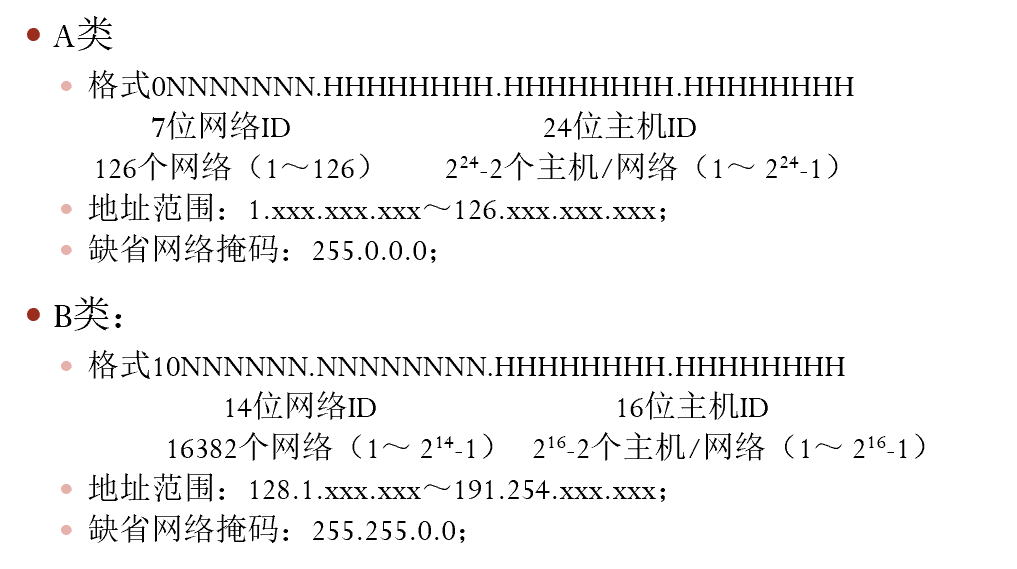 A类
格式0NNNNNNN.HHHHHHHH.HHHHHHHH.HHHHHHHH
7位网络ID 24位主机ID
126个网络（1～126） 2²⁴-2个主机/网络（1～ 2²⁴-1）
地址范围：1.xxx.xxx.xxx～126.xxx.xxx.xxx；
缺省网络掩码：255.0.0.0；
B类：
格式10NNNNNN.NNNNNNNN.HHHHHHHH.HHHHHHHH
14位网络ID 16位主机ID
16382个网络（1～ 2¹⁴-1） 2¹⁶-2个主机/网络（1～ 2¹⁶-1）
地址范围：128.1.xxx.xxx～191.254.xxx.xxx；
缺省网络掩码：255.255.0.0；